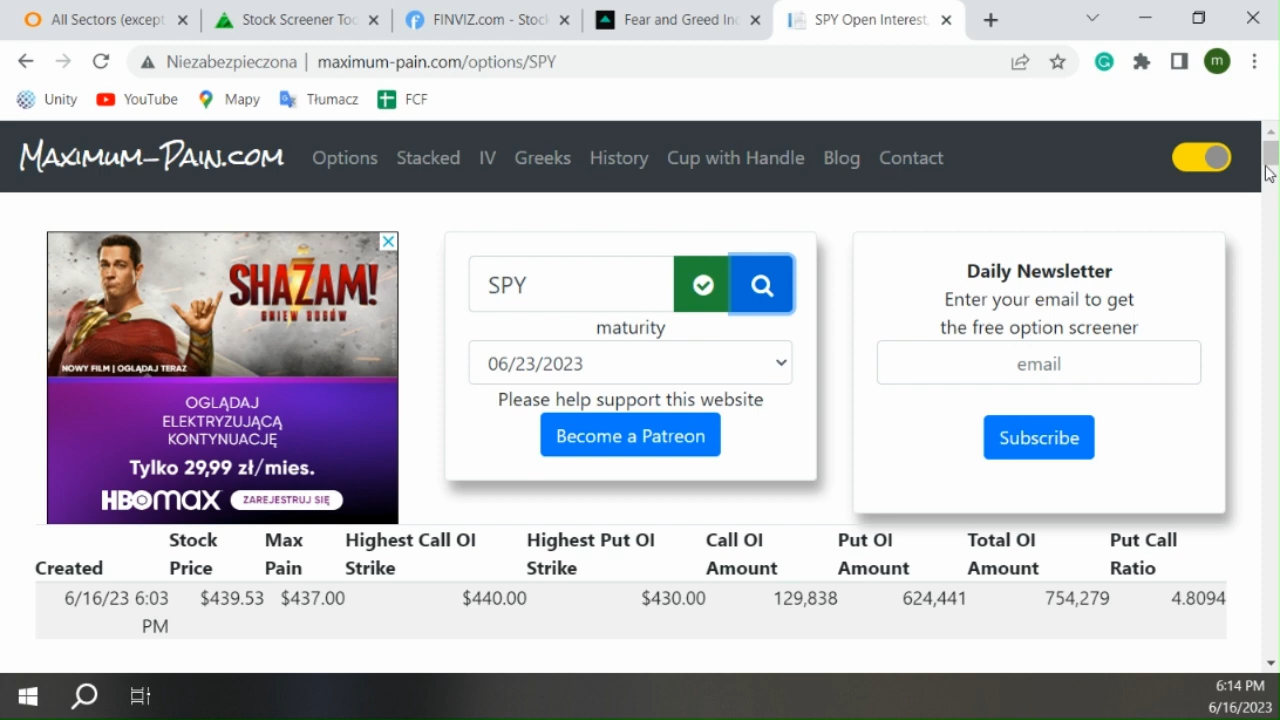 All Sectors (except
Stock Screener Too
FINVIZ.com - Stock
Fear and Greed Ind
SPY Open Interest,
Niezabezpieczona | maximum-pain.com/options/SPY
m
Unity
YouTube
Mapy
Tłumacz
FCF
Maximum-Pain.com
Options
Stacked
IV
Greeks
History
Cup with Handle
Blog
Contact
SHAZAM!
GNIEW BOGÓW
NOWY FILM | OGLĄDAJ TERAZ
OGLĄDAJ
ELEKTRYZUJĄCĄ
KONTYNUACJĘ
Tylko 29,99 zł/mies.
HBOMAX
ZAREJESTRUJ SIĘ
SPY
maturity
06/23/2023
Please help support this website
Become a Patreon
Daily Newsletter
Enter your email to get
the free option screener
email
Subscribe
Created Stock Price Max Pain Highest Call OI Strike Highest Put OI Strike Call OI Amount Put OI Amount Total OI Amount Put Call Ratio
6/16/23 6:03 PM $439.53 $437.00 $440.00 $430.00 129,838 624,441 754,279 4.8094
6:14 PM
6/16/2023